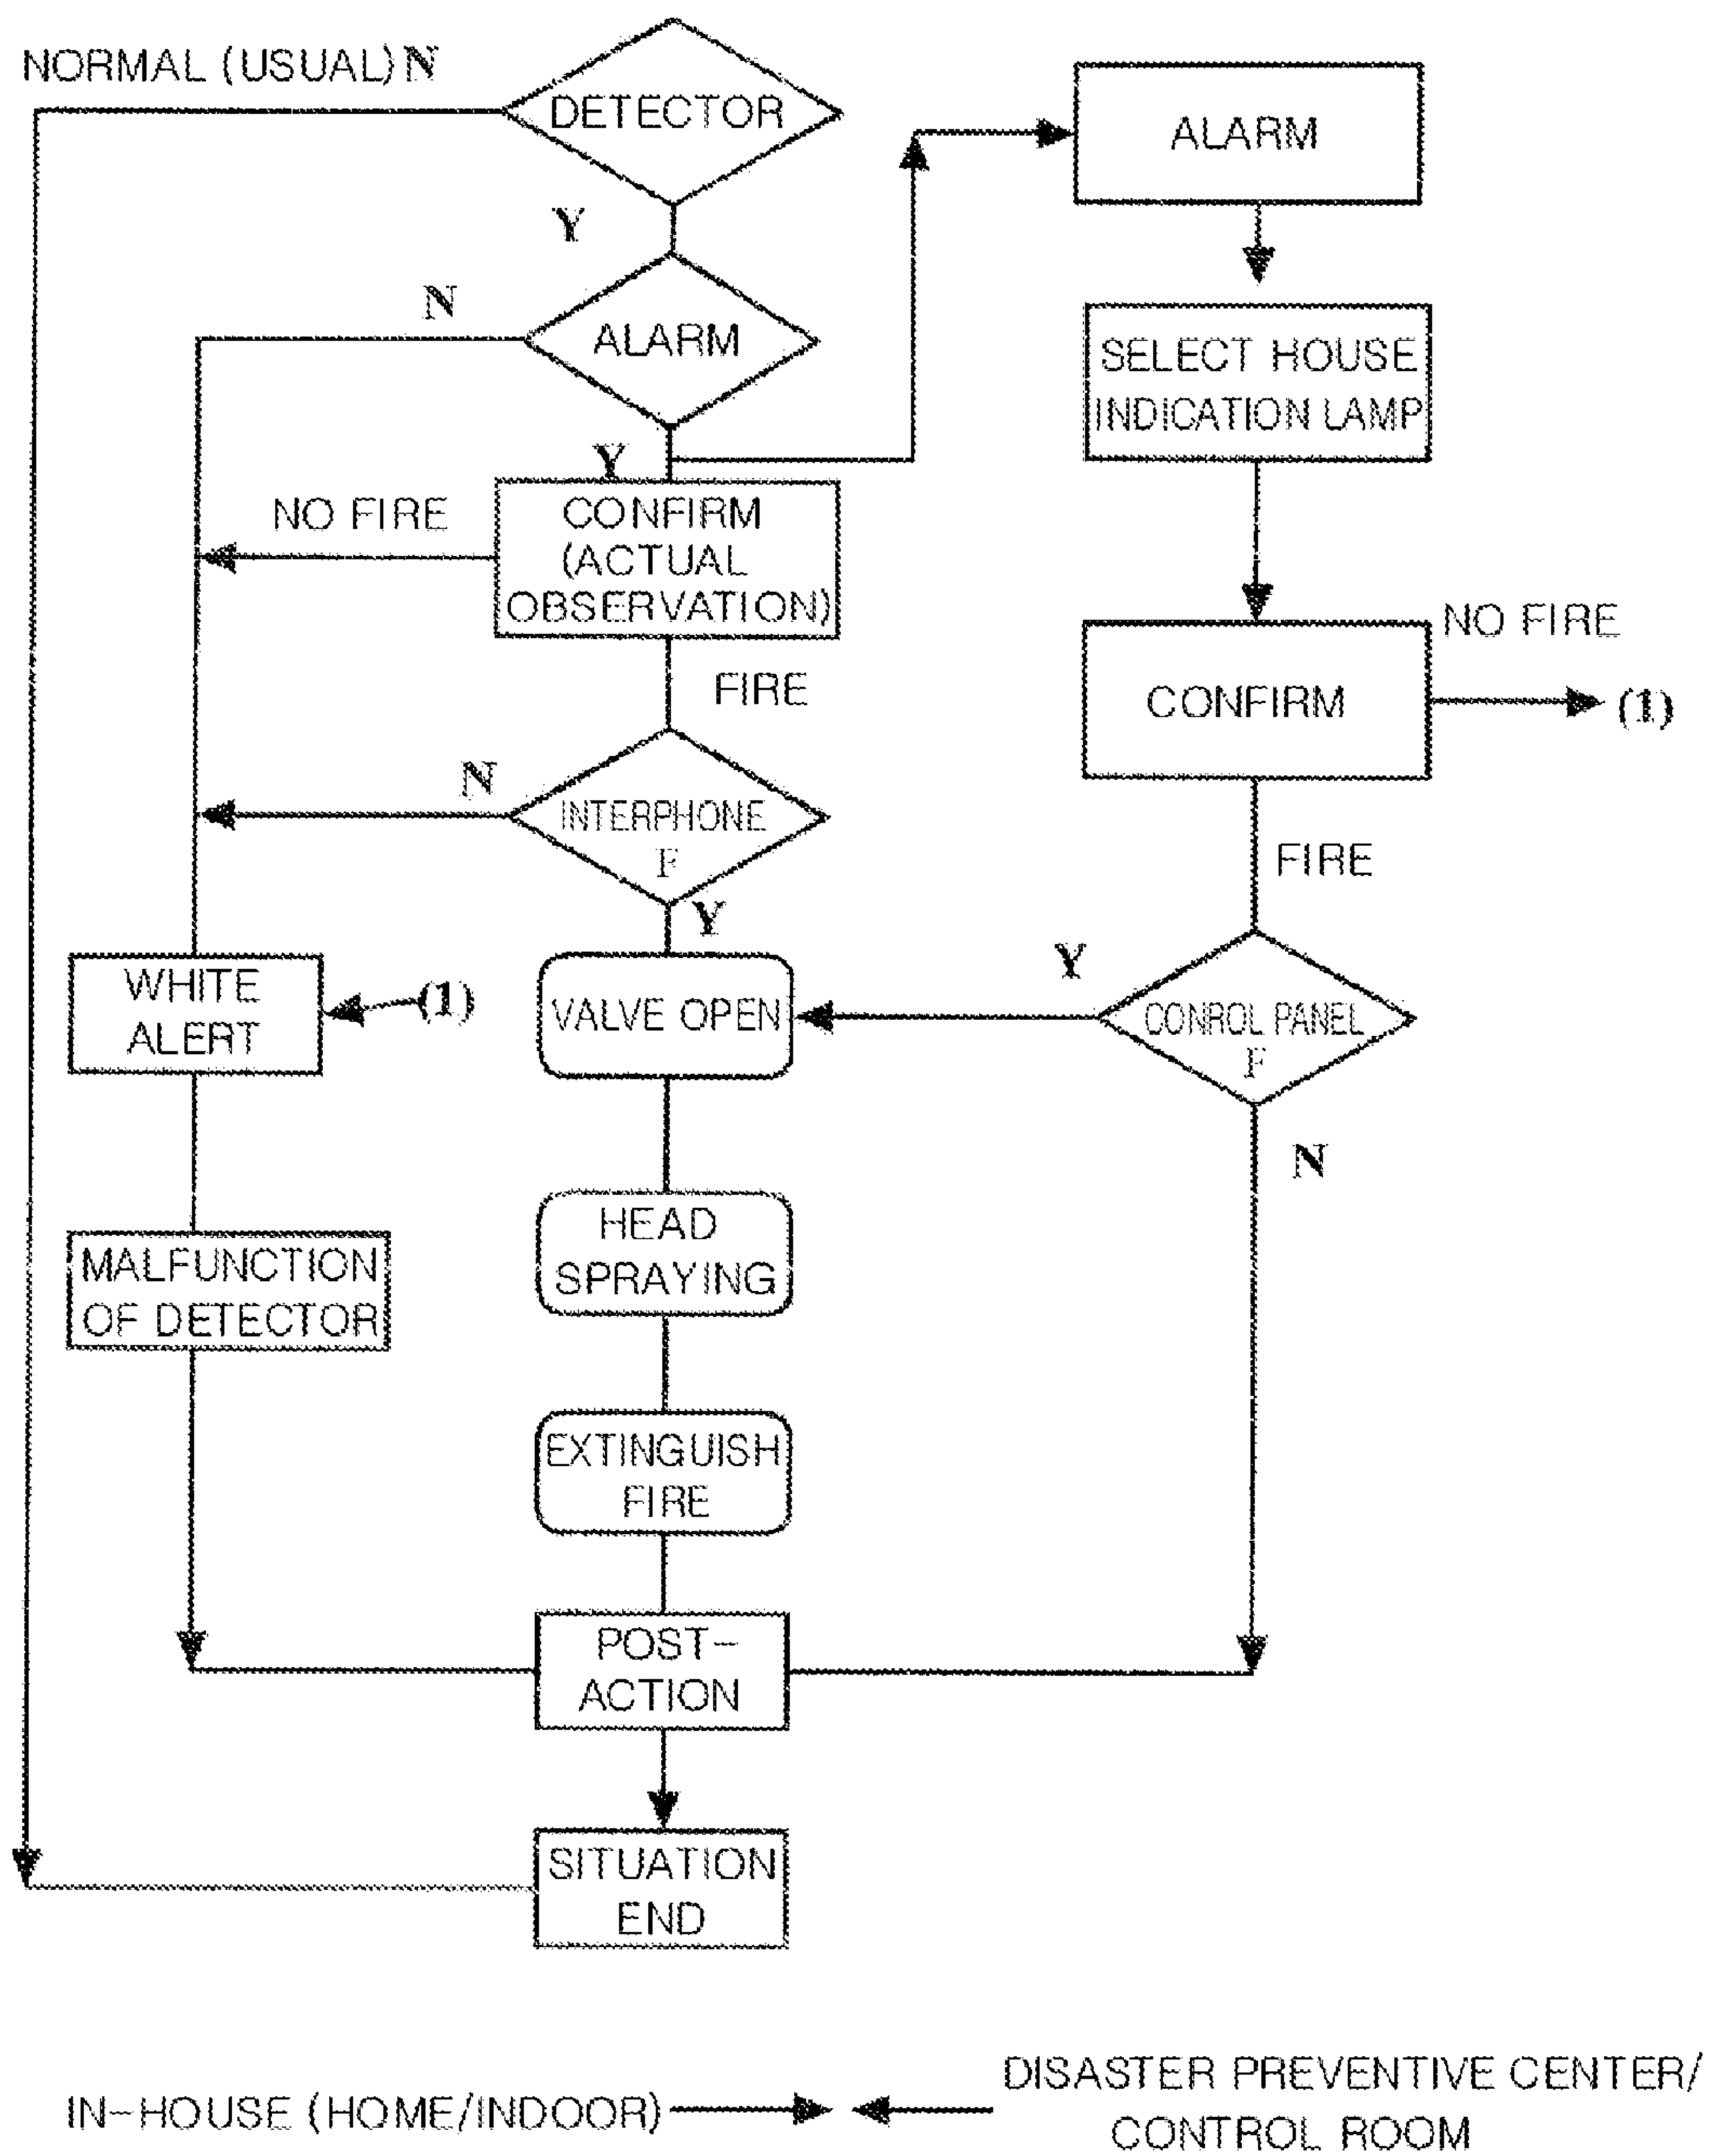 NORMAL (USUAL) N
DETECTOR
ALARM
Y
N
ALARM
SELECT HOUSE
INDICATION LAMP
Y
NO FIRE
CONFIRM
(ACTUAL
OBSERVATION)
NO FIRE
FIRE
CONFIRM
(1)
N
INTERPHONE
F
FIRE
Y
Y
WHITE
ALERT
(1)
VALVE OPEN
CONROL PANEL
F
N
HEAD
SPRAYING
MALFUNCTION
OF DETECTOR
EXTINGUISH
FIRE
POST-
ACTION
SITUATION
END
DISASTER PREVENTIVE CENTER/
CONTROL ROOM
IN-HOUSE (HOME/INDOOR)